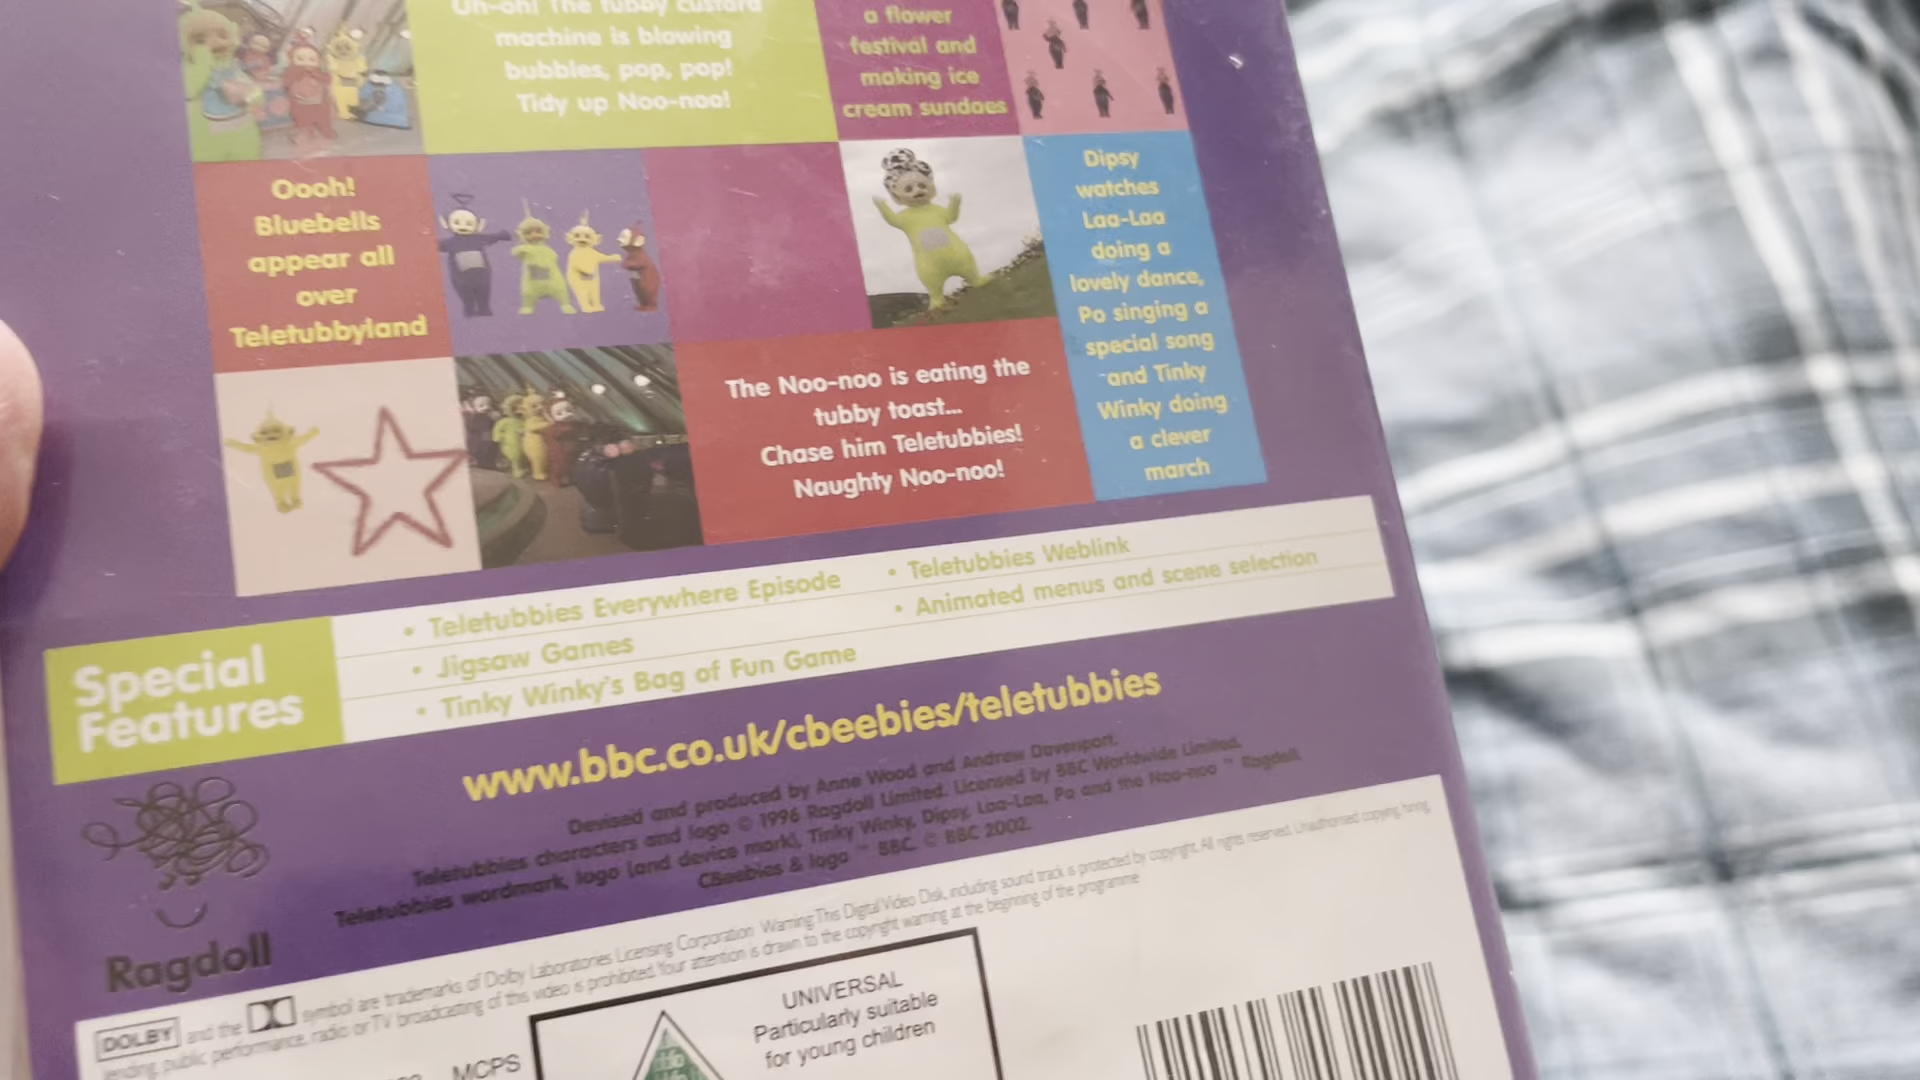 Uh-oh! The tubby custard
machine is blowing
bubbles, pop, pop!
Tidy up Noo-noo!
a flower
festival and
making ice
cream sundaes
Oooh!
Bluebells
appear all
over
Teletubbyland
Dipsy
watches
Laa-Laa
doing a
lovely dance,
Po singing a
special song
and Tinky
Winky doing
a clever
march
The Noo-noo is eating the
tubby toast...
Chase him Teletubbies!
Naughty Noo-noo!
Special
Features
• Teletubbies Everywhere Episode
• Jigsaw Games
• Tinky Winky's Bag of Fun Game
• Teletubbies Weblink
• Animated menus and scene selection
www.bbc.co.uk/cbeebies/teletubbies
Devised and produced by Anne Wood and Andrew Davenport.
Teletubbies characters and logo © 1996 Ragdoll Limited. Licensed by BBC Worldwide Limited.
Teletubbies wordmark, logo (and device mark), Tinky Winky, Dipsy, Laa-Laa, Po and the Noo-noo ™ Ragdoll.
CBeebies & logo ™ BBC. © BBC 2002.
Ragdoll
DOLBY and the symbol are trademarks of Dolby Laboratories Licensing Corporation Warning This Digital Video Disk, including sound track is protected by copyright. All rights reserved. Unauthorised copying, hiring,
lending, public performance, radio or TV broadcasting of this video is prohibited. Your attention is drawn to the copyright warning at the beginning of the programme
MCPS
UNIVERSAL
Particularly suitable
for young children